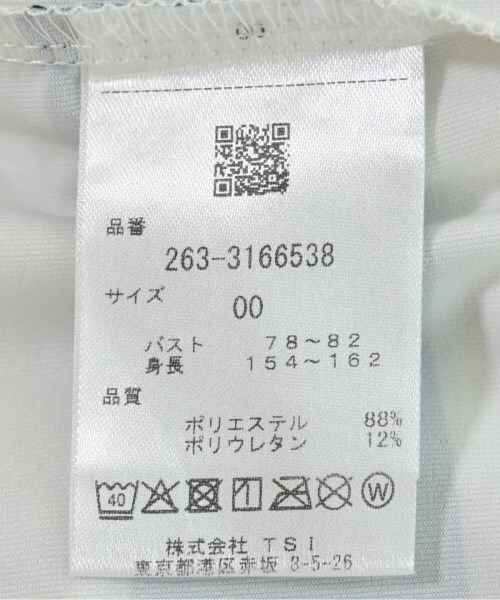 品番
263-3166538
サイズ
00
バスト 78～82
身長 154～162
品質
ポリエステル 88%
ポリウレタン 12%
40 W
株式会社 TSI
東京都港区赤坂 8-5-26